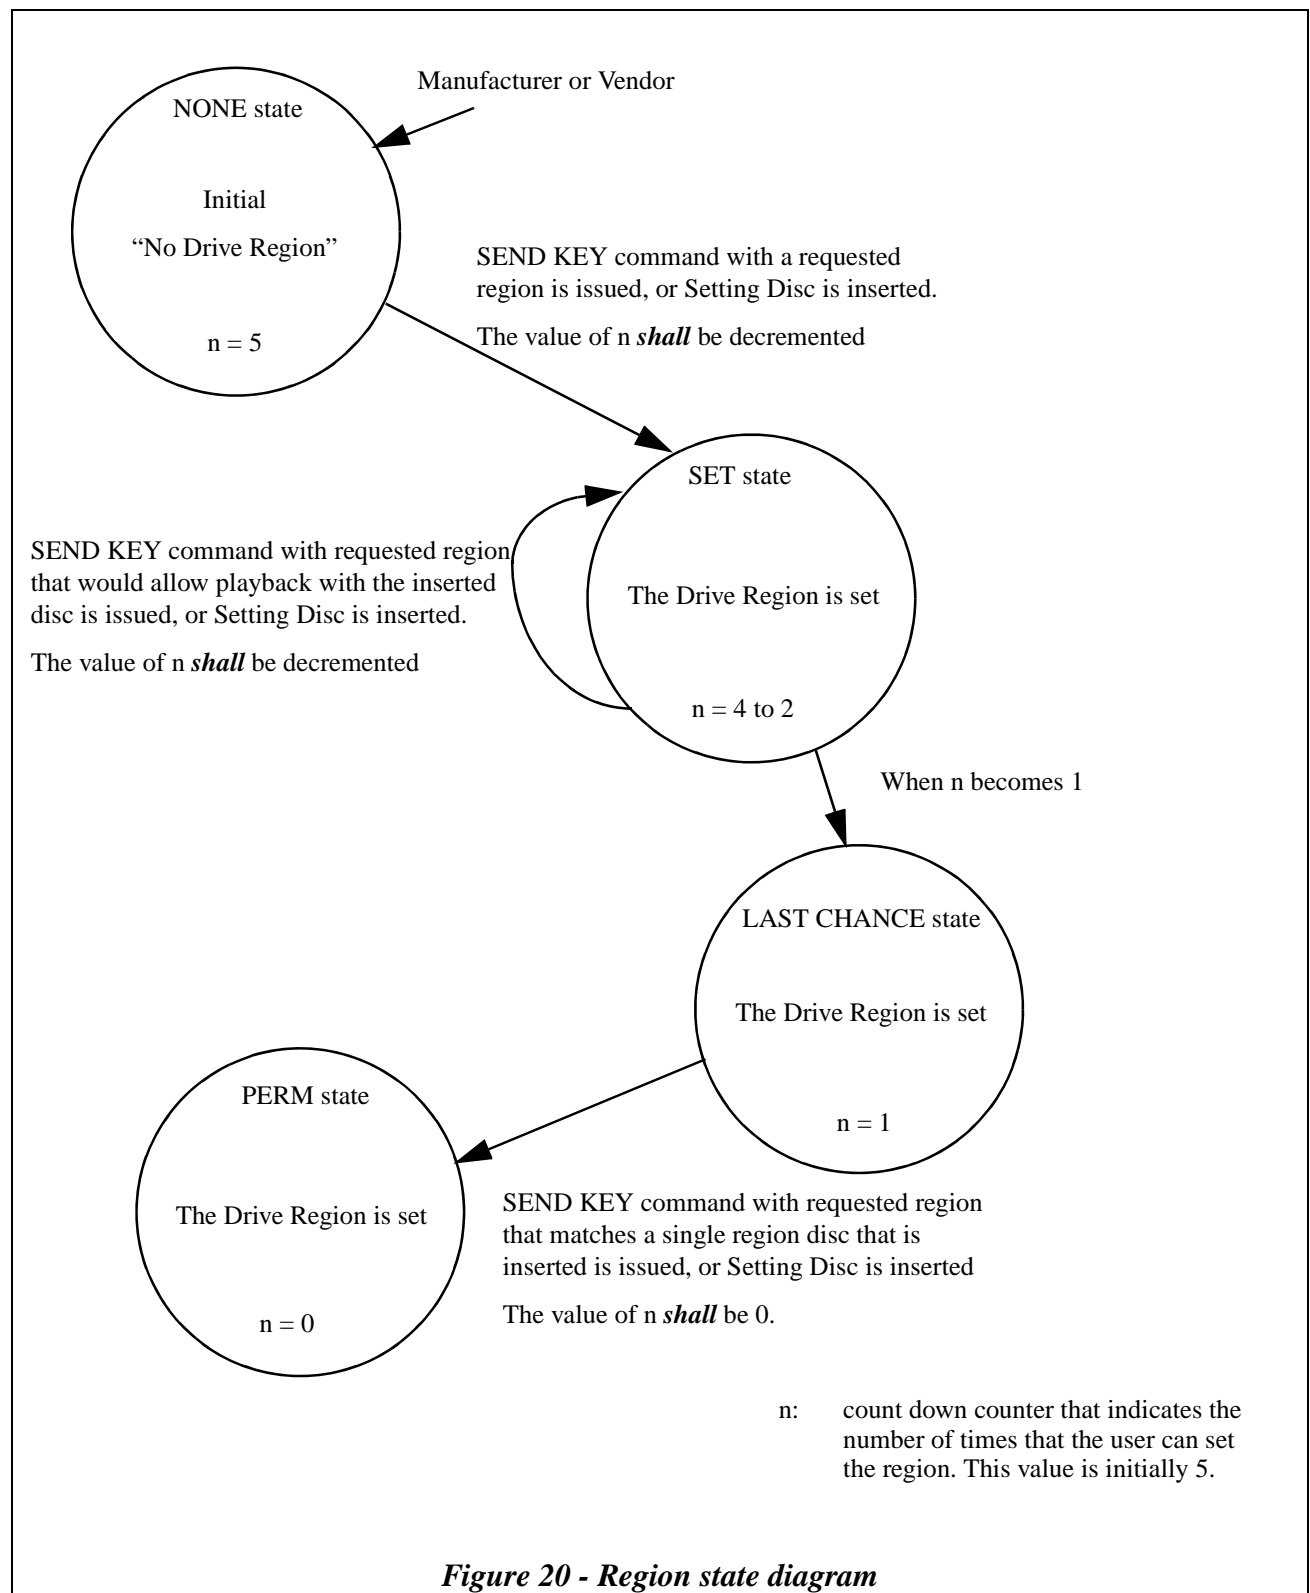 Manufacturer or Vendor
NONE state
Initial
“No Drive Region”
n = 5
SEND KEY command with a requested
region is issued, or Setting Disc is inserted.
The value of n shall be decremented
SET state
The Drive Region is set
n = 4 to 2
SEND KEY command with requested region
that would allow playback with the inserted
disc is issued, or Setting Disc is inserted.
The value of n shall be decremented
When n becomes 1
LAST CHANCE state
The Drive Region is set
n = 1
PERM state
The Drive Region is set
n = 0
SEND KEY command with requested region
that matches a single region disc that is
inserted is issued, or Setting Disc is inserted
The value of n shall be 0.
n: count down counter that indicates the
number of times that the user can set
the region. This value is initially 5.
Figure 20 - Region state diagram